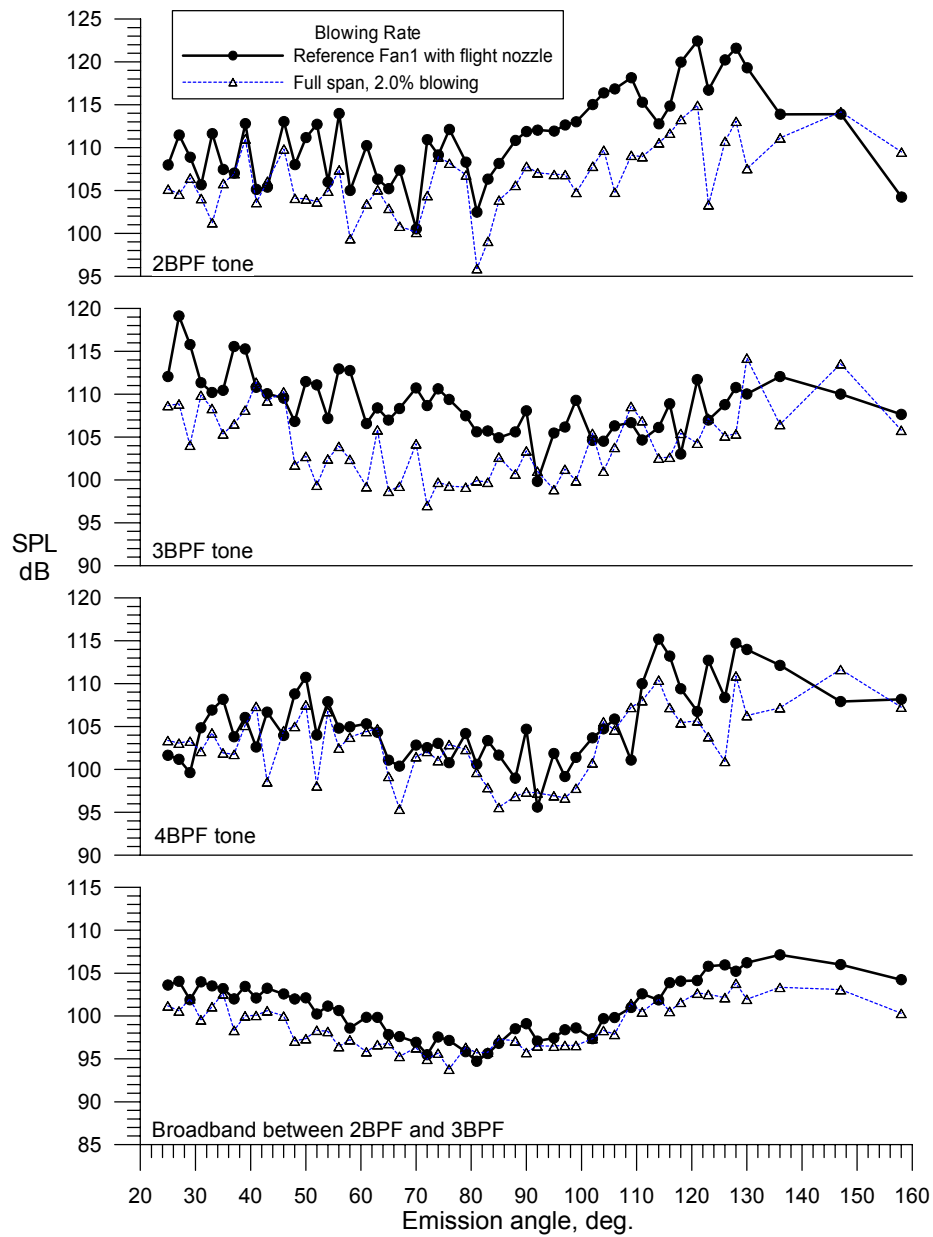 Blowing Rate
Reference Fan1 with flight nozzle
Full span, 2.0% blowing
125
120
115
110
105
100
95
2BPF tone
120
115
110
105
100
95
90
3BPF tone
SPL
dB
120
115
110
105
100
95
90
4BPF tone
115
110
105
100
95
90
85
Broadband between 2BPF and 3BPF
20 30 40 50 60 70 80 90 100 110 120 130 140 150 160
Emission angle, deg.